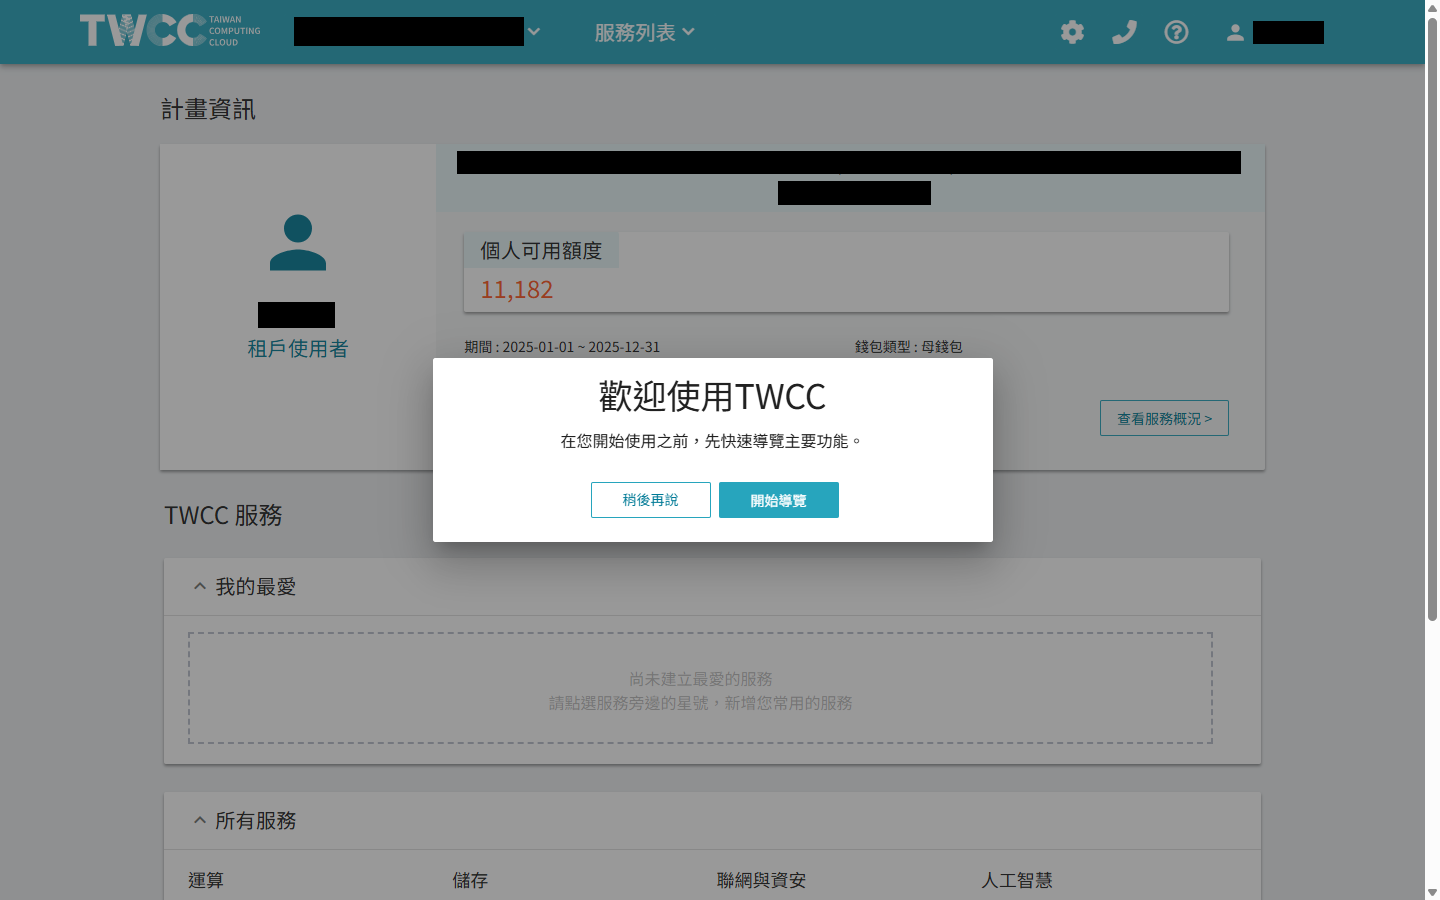 TWCC TAIWAN
COMPUTING
CLOUD
服務列表
計畫資訊
租戶使用者
個人可用額度
11,182
期間 : 2025-01-01 ~ 2025-12-31
錢包類型 : 母錢包
查看服務概況 >
歡迎使用TWCC
在您開始使用之前，先快速導覽主要功能。
稍後再說
開始導覽
TWCC 服務
我的最愛
尚未建立最愛的服務
請點選服務旁邊的星號，新增您常用的服務
所有服務
運算
儲存
聯網與資安
人工智慧